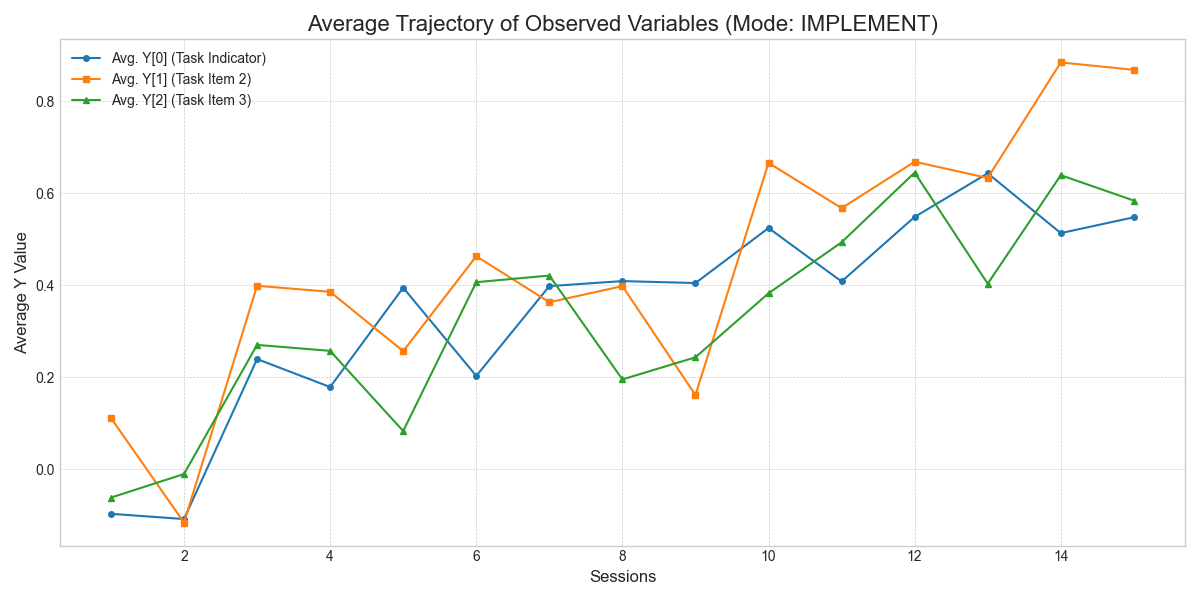 Average Trajectory of Observed Variables (Mode: IMPLEMENT)
Avg. Y[0] (Task Indicator)
Avg. Y[1] (Task Item 2)
Avg. Y[2] (Task Item 3)
Average Y Value
0.8
0.6
0.4
0.2
0.0
2 4 6 8 10 12 14
Sessions